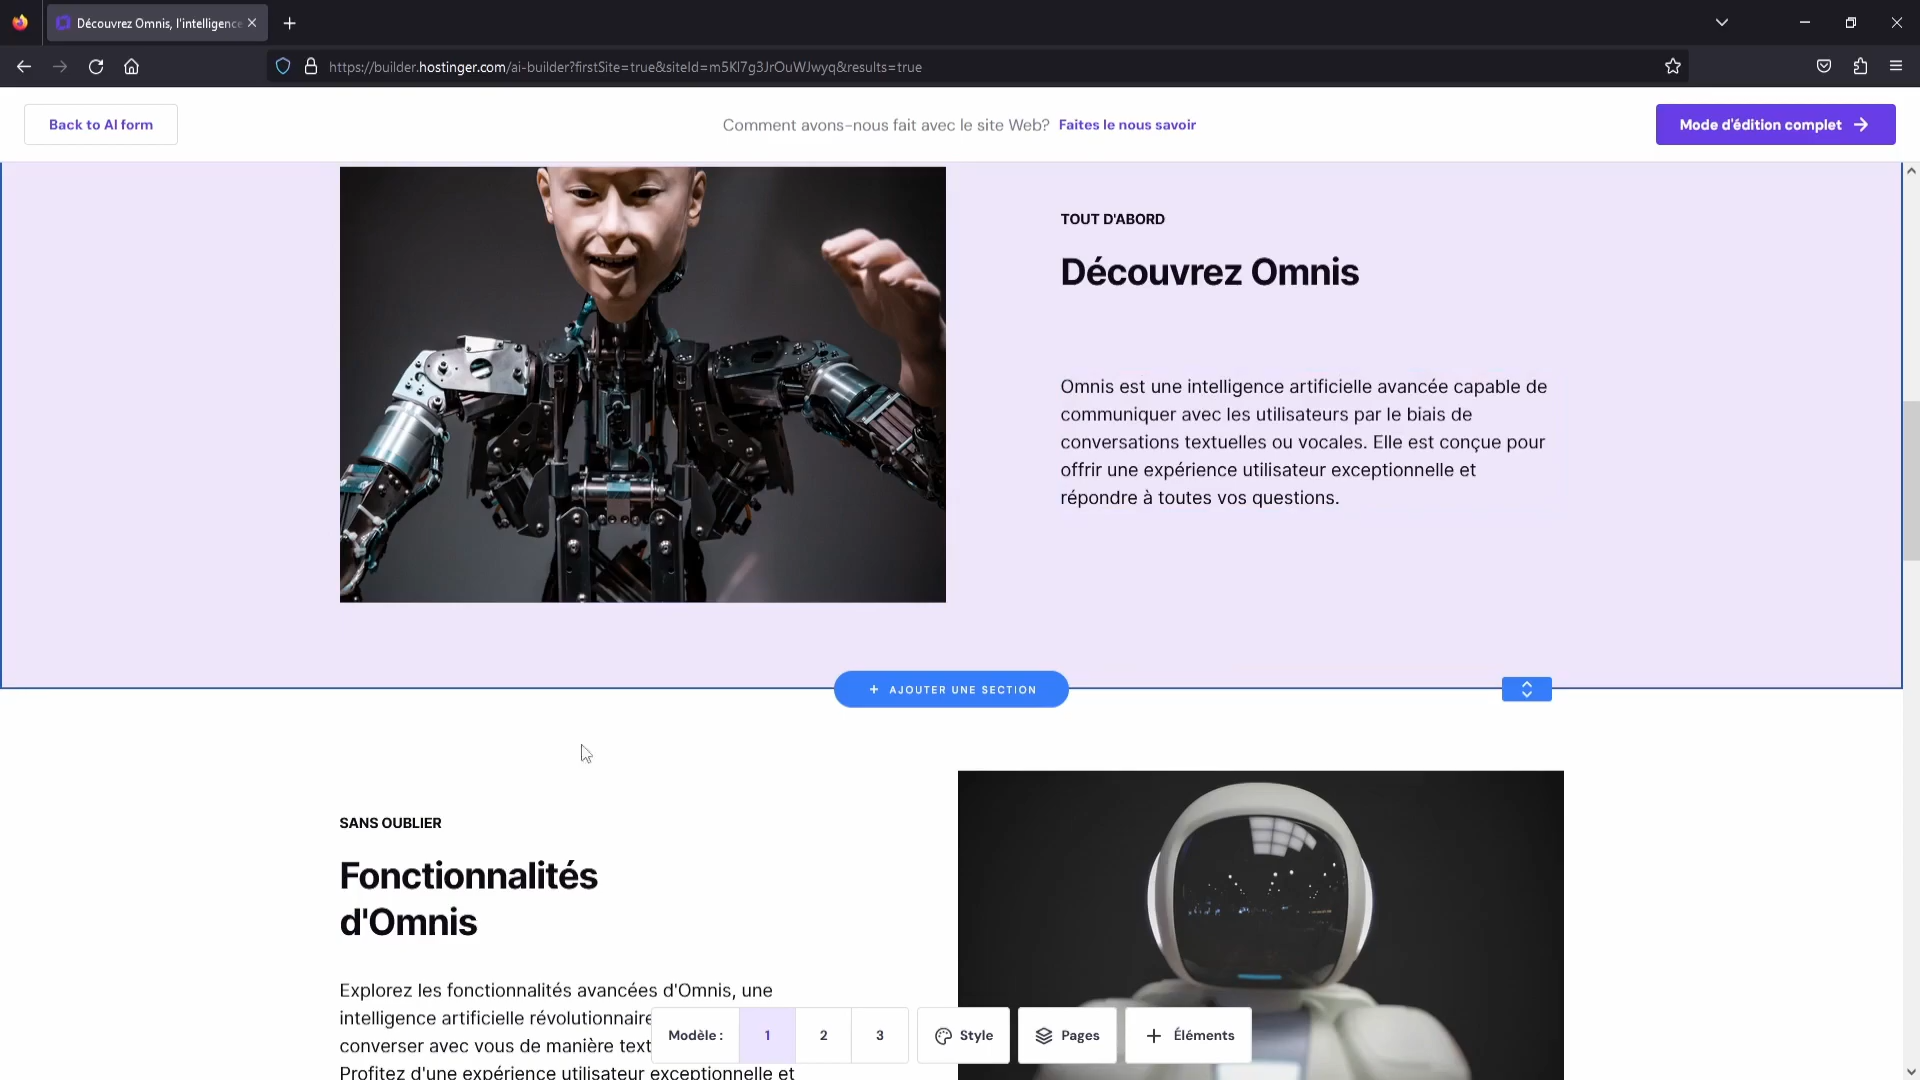 Découvrez Omnis, l'intelligence
https://builder.hostinger.com/ai-builder?firstSite=true&siteId=m5Kl7g3JrOuWJwyq&results=true
Back to AI form
Comment avons-nous fait avec le site Web? Faites le nous savoir
Mode d'édition complet
TOUT D'ABORD
Découvrez Omnis
Omnis est une intelligence artificielle avancée capable de
communiquer avec les utilisateurs par le biais de
conversations textuelles ou vocales. Elle est conçue pour
offrir une expérience utilisateur exceptionnelle et
répondre à toutes vos questions.
+ AJOUTER UNE SECTION
SANS OUBLIER
Fonctionnalités
d'Omnis
Explorez les fonctionnalités avancées d'Omnis, une
intelligence artificielle révolutionnaire
converser avec vous de manière text
Profitez d'une expérience utilisateur exceptionnelle et
Modèle : 1 2 3 Style Pages + Éléments